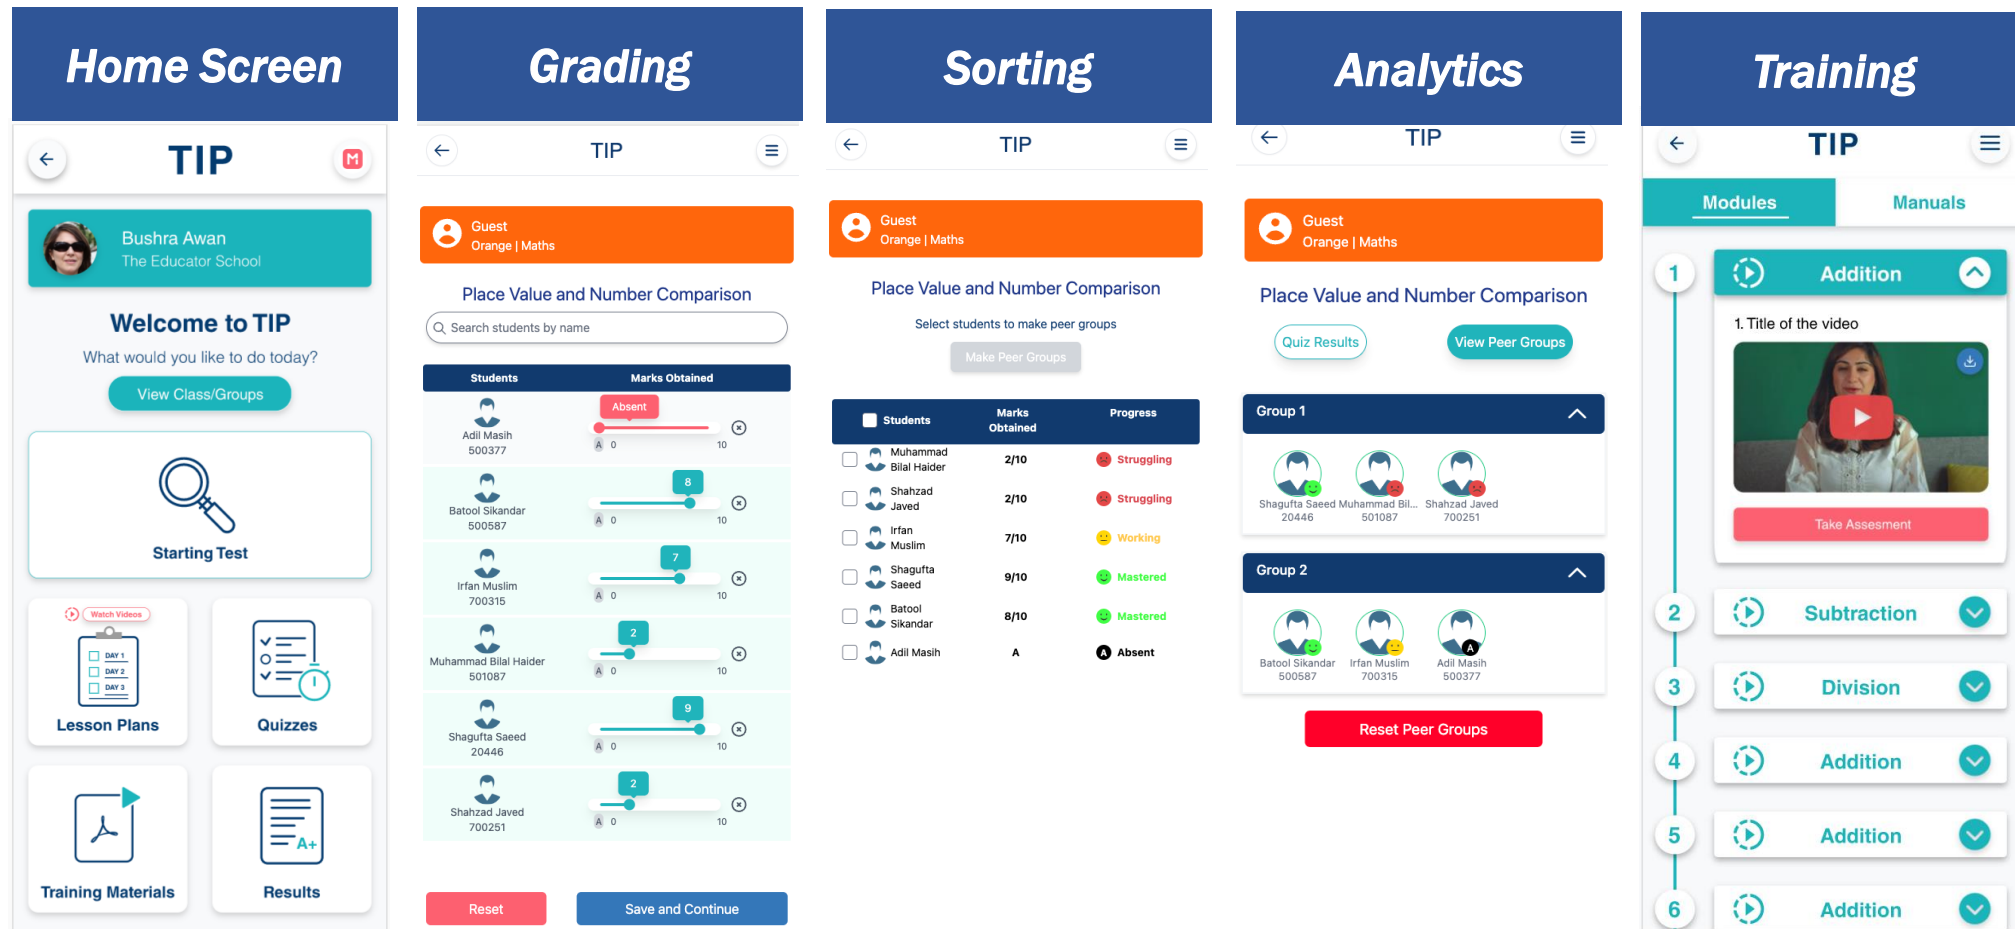 Home Screen
TIP
M
Bushra Awan
The Educator School
Welcome to TIP
What would you like to do today?
View Class/Groups
Starting Test
Watch Videos
DAY 1
DAY 2
DAY 3
Lesson Plans
Quizzes
A+
Training Materials
Results
Grading
TIP
Guest
Orange | Maths
Place Value and Number Comparison
Search students by name
Students Marks Obtained
Absent
Adil Masih
500377
A 0 10
8
Batool Sikandar
500587
A 0 10
7
Irfan Muslim
700315
A 0 10
2
Muhammad Bilal Haider
501087
A 0 10
9
Shagufta Saeed
20446
A 0 10
2
Shahzad Javed
700251
A 0 10
Reset Save and Continue
Sorting
TIP
Guest
Orange | Maths
Place Value and Number Comparison
Select students to make peer groups
Make Peer Groups
Students Marks Obtained Progress
Muhammad Bilal Haider 2/10 Struggling
Shahzad Javed 2/10 Struggling
Irfan Muslim 7/10 Working
Shagufta Saeed 9/10 Mastered
Batool Sikandar 8/10 Mastered
Adil Masih A A Absent
Analytics
TIP
Guest
Orange | Maths
Place Value and Number Comparison
Quiz Results View Peer Groups
Group 1
Shagufta Saeed Muhammad Bil... Shahzad Javed
20446 501087 700251
Group 2
A
Batool Sikandar Irfan Muslim Adil Masih
500587 700315 500377
Reset Peer Groups
Training
TIP
Modules Manuals
1 Addition
1. Title of the video
Take Assesment
2 Subtraction
3 Division
4 Addition
5 Addition
6 Addition